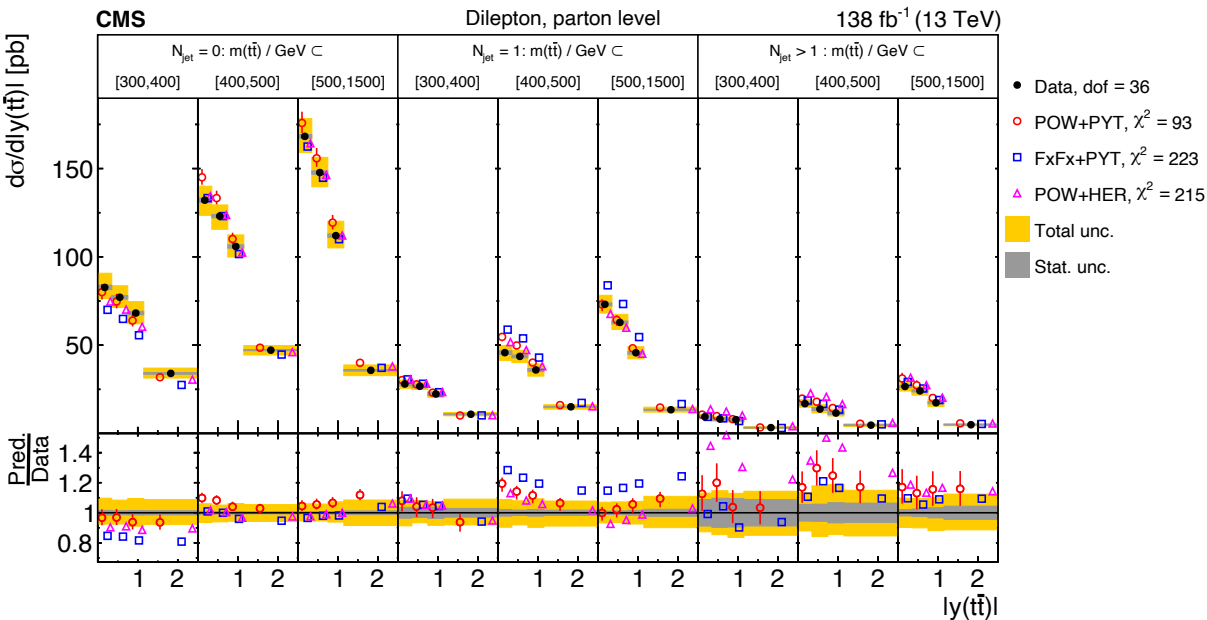 CMS Dilepton, parton level 138 fb⁻¹ (13 TeV)
dσ/d|y(tt̄)| [pb]
N_jet = 0: m(tt̄) / GeV ⊂ N_jet = 1: m(tt̄) / GeV ⊂ N_jet > 1 : m(tt̄) / GeV ⊂
[300,400] [400,500] [500,1500] [300,400] [400,500] [500,1500] [300,400] [400,500] [500,1500]
Data, dof = 36
POW+PYT, χ² = 93
FxFx+PYT, χ² = 223
POW+HER, χ² = 215
Total unc.
Stat. unc.
150
100
50
Pred.
Data
1.4
1.2
1
0.8
1 2 1 2 1 2 1 2 1 2 1 2 1 2 1 2 1 2
|y(tt̄)|